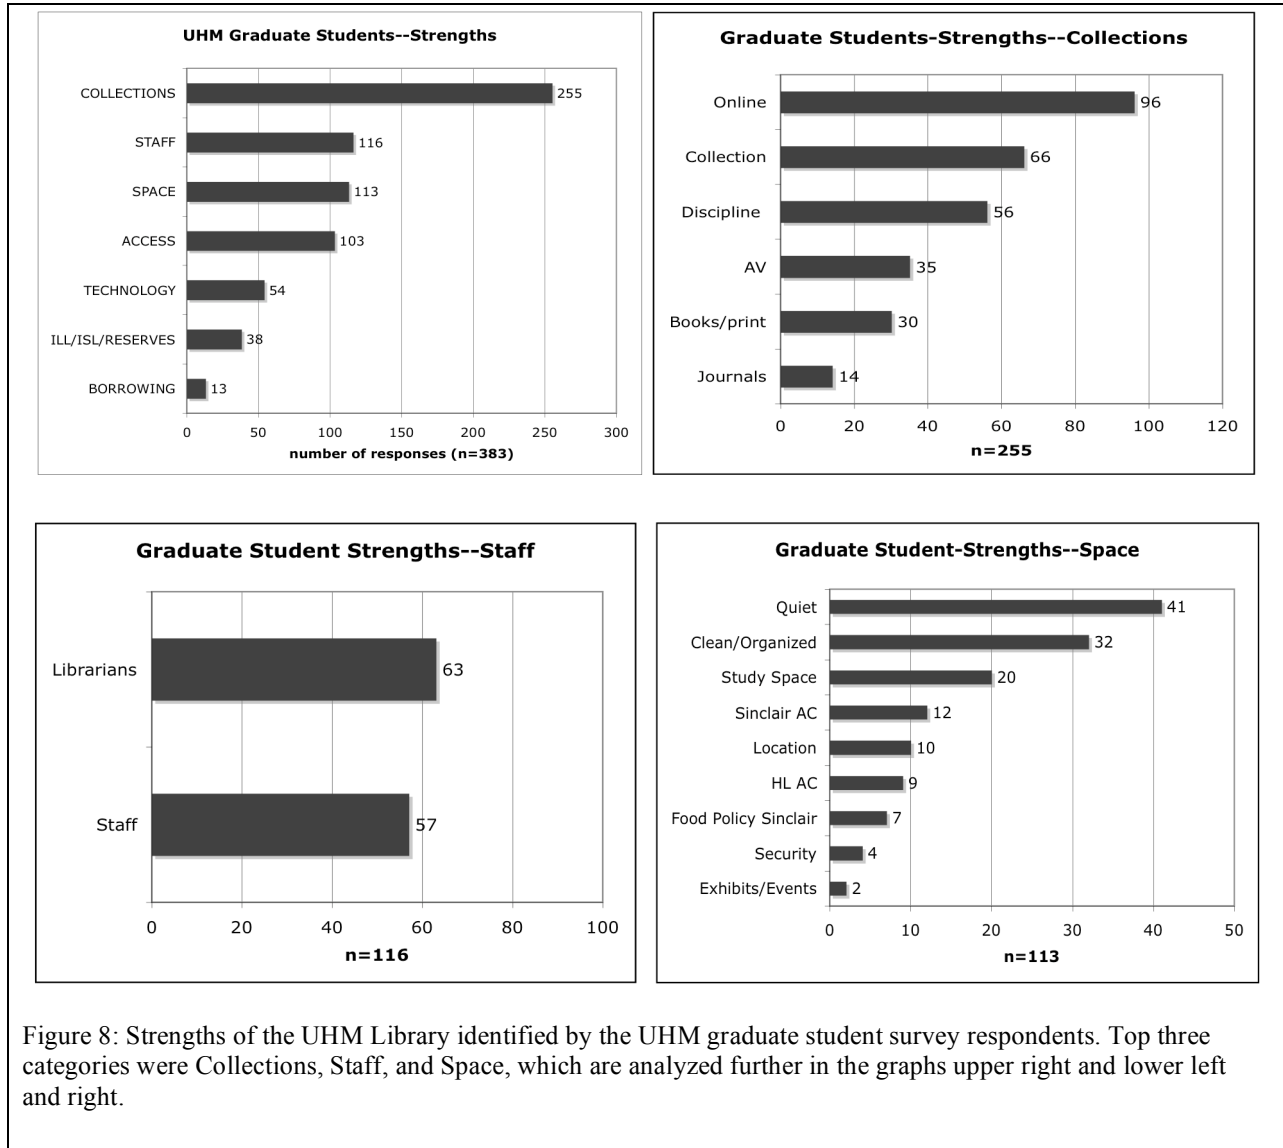 UHM Graduate Students--Strengths
COLLECTIONS 255
STAFF 116
SPACE 113
ACCESS 103
TECHNOLOGY 54
ILL/ISL/RESERVES 38
BORROWING 13
0 50 100 150 200 250 300
number of responses (n=383)
Graduate Students-Strengths--Collections
Online 96
Collection 66
Discipline 56
AV 35
Books/print 30
Journals 14
0 20 40 60 80 100 120
n=255
Graduate Student Strengths--Staff
Librarians 63
Staff 57
0 20 40 60 80 100
n=116
Graduate Student-Strengths--Space
Quiet 41
Clean/Organized 32
Study Space 20
Sinclair AC 12
Location 10
HL AC 9
Food Policy Sinclair 7
Security 4
Exhibits/Events 2
0 10 20 30 40 50
n=113
Figure 8: Strengths of the UHM Library identified by the UHM graduate student survey respondents. Top three
categories were Collections, Staff, and Space, which are analyzed further in the graphs upper right and lower left
and right.